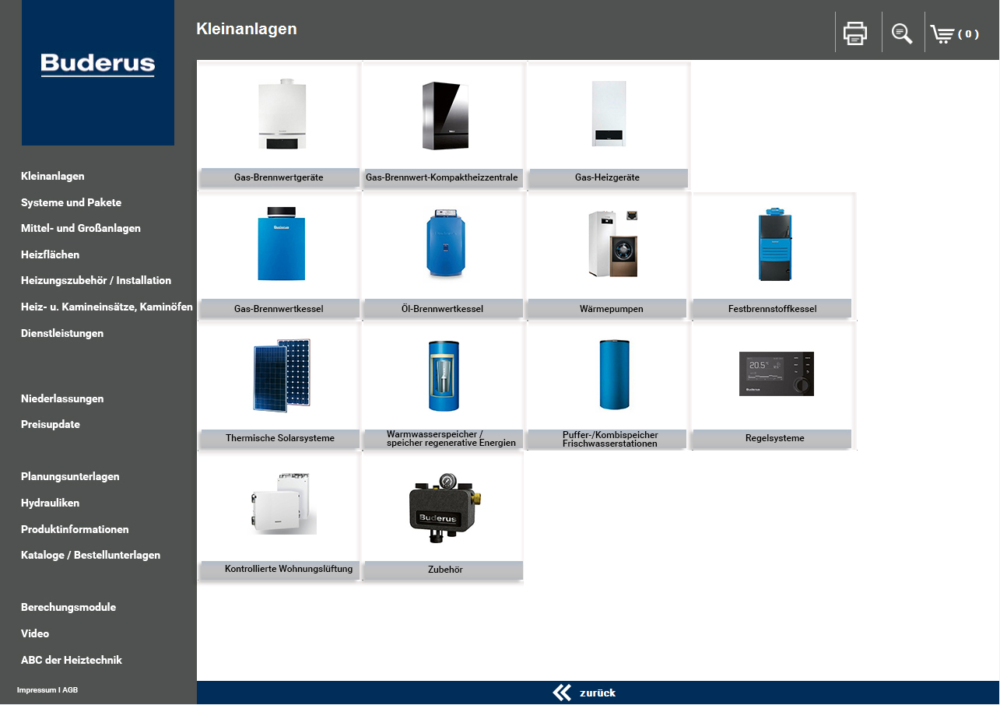 Buderus
Kleinanlagen
( 0 )
Kleinanlagen
Systeme und Pakete
Mittel- und Großanlagen
Heizflächen
Heizungszubehör / Installation
Heiz- u. Kamineinsätze, Kaminöfen
Dienstleistungen
Niederlassungen
Preisupdate
Planungsunterlagen
Hydrauliken
Produktinformationen
Kataloge / Bestellunterlagen
Berechungsmodule
Video
ABC der Heiztechnik
Impressum I AGB
Gas-Brennwertgeräte
Gas-Brennwert-Kompaktheizzentrale
Gas-Heizgeräte
Buderus
Gas-Brennwertkessel
Öl-Brennwertkessel
Wärmepumpen
Festbrennstoffkessel
20.5°
Buderus
Thermische Solarsysteme
Warmwasserspeicher /
speicher regenerative Energien
Puffer-/Kombispeicher
Frischwasserstationen
Regelsysteme
Buderus
Kontrollierte Wohnungslüftung
Zubehör
zurück